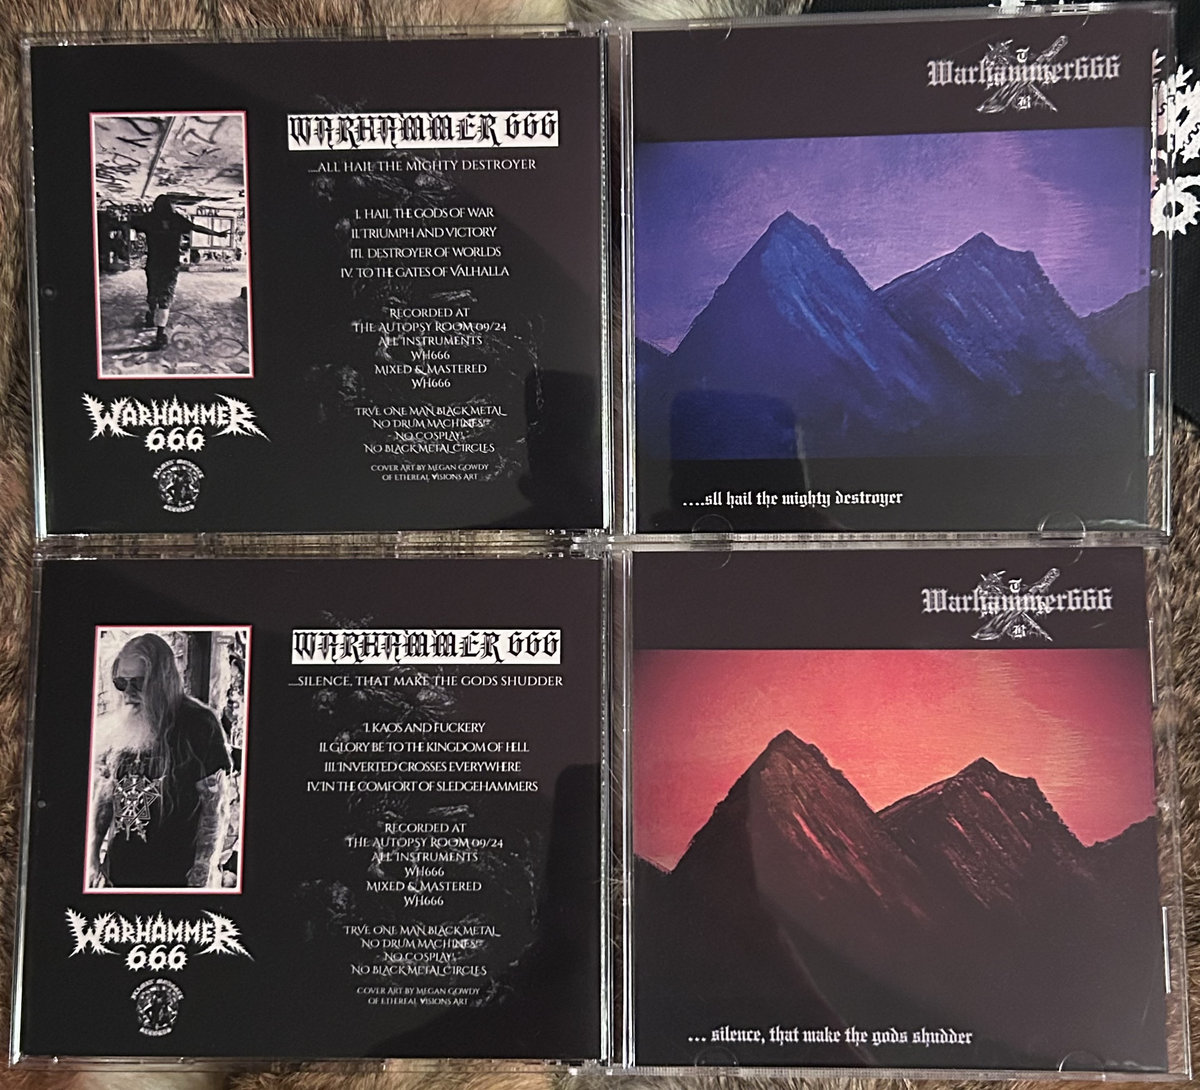 WARHAMMER 666
....ALL HAIL THE MIGHTY DESTROYER
I. HAIL THE GODS OF WAR
II. TRIUMPH AND VICTORY
III. DESTROYER OF WORLDS
IV. TO THE GATES OF VALHALLA
RECORDED AT
THE AUTOPSY ROOM 09/24
ALL INSTRUMENTS
WH666
MIXED & MASTERED
WH666
TRVE ONE MAN BLACK METAL
NO DRUM MACHINES
NO COSPLAY!
NO BLACK METAL CIRCLES
COVER ART BY MEGAN GOWDY
OF ETHEREAL VISIONS ART
WARHAMMER
666
RECORDS
T
Warhammer666
R
....sll hail the mighty destroyer
WARHAMMER 666
....SILENCE, THAT MAKE THE GODS SHUDDER
I. KAOS AND FUCKERY
II. GLORY BE TO THE KINGDOM OF HELL
III. INVERTED CROSSES EVERYWHERE
IV. IN THE COMFORT OF SLEDGEHAMMERS
RECORDED AT
THE AUTOPSY ROOM 09/24
ALL INSTRUMENTS
WH666
MIXED & MASTERED
WH666
TRVE ONE MAN BLACK METAL
NO DRUM MACHINES
NO COSPLAY!
NO BLACK METAL CIRCLES
COVER ART BY MEGAN GOWDY
OF ETHEREAL VISIONS ART
WARHAMMER
666
RECORDS
T
Warhammer666
R
... silence, that make the gods shudder